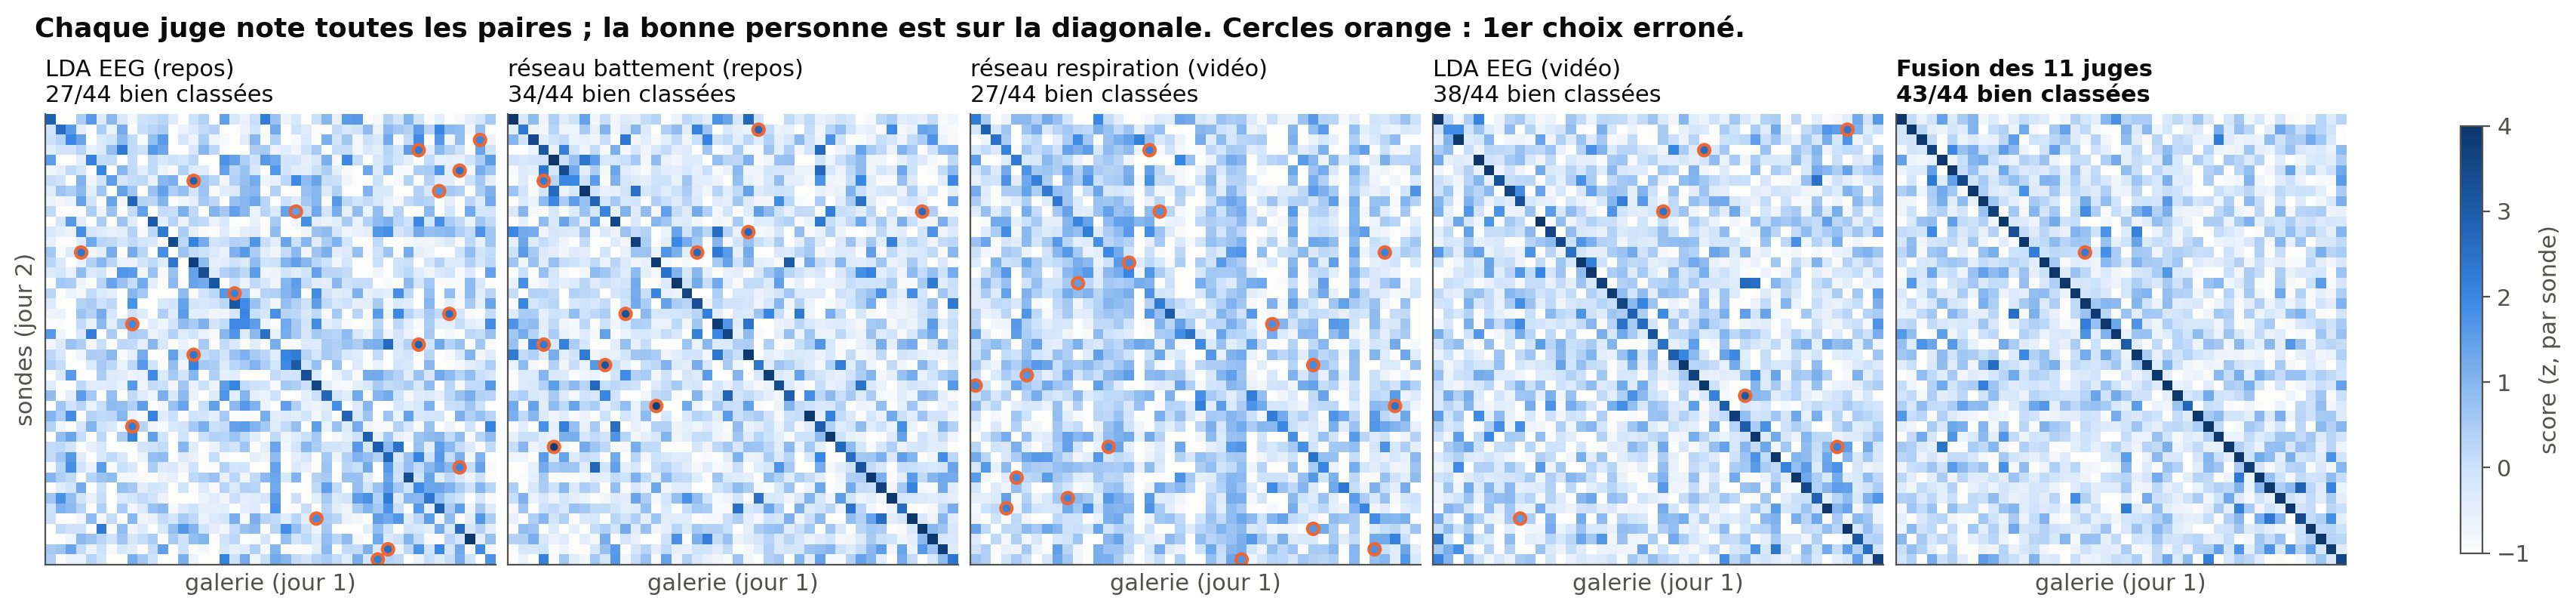 Chaque juge note toutes les paires ; la bonne personne est sur la diagonale. Cercles orange : 1er choix erroné.
LDA EEG (repos)
27/44 bien classées
réseau battement (repos)
34/44 bien classées
réseau respiration (vidéo)
27/44 bien classées
LDA EEG (vidéo)
38/44 bien classées
Fusion des 11 juges
43/44 bien classées
sondes (jour 2)
galerie (jour 1)
galerie (jour 1)
galerie (jour 1)
galerie (jour 1)
galerie (jour 1)
4
3
2
1
0
−1
score (z, par sonde)